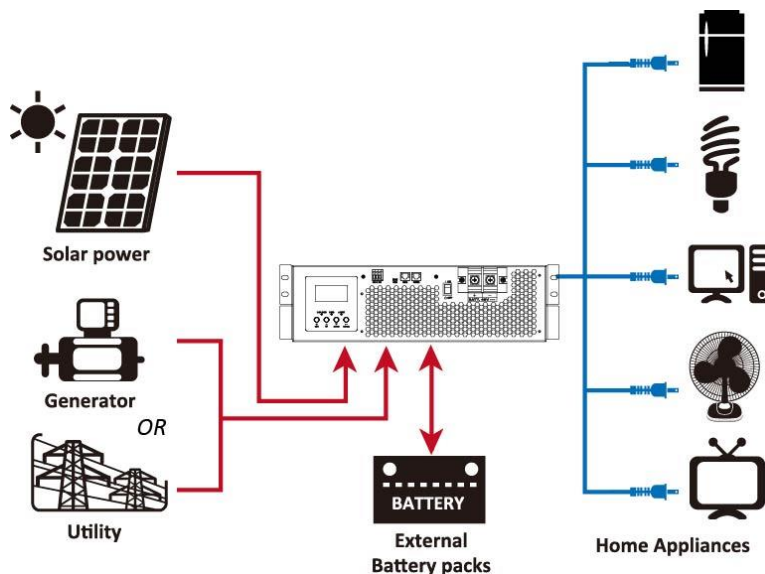 Solar power
Generator
OR
Utility
BATTERY
External
Battery packs
Home Appliances